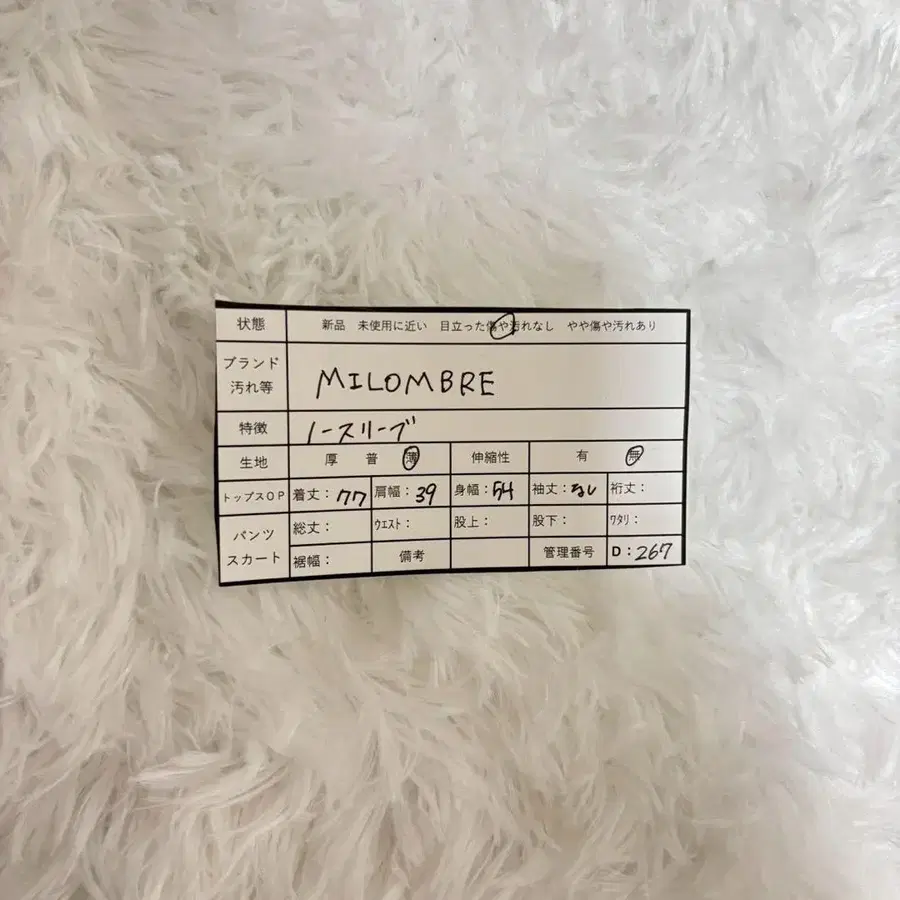 状態 新品 未使用に近い 目立った傷や汚れなし やや傷や汚れあり
ブランド
汚れ等 MILOMBRE
特徴 ノースリーブ
生地 厚 普 薄 伸縮性 有 無
トップスOP 着丈: 77 肩幅: 39 身幅: 54 袖丈: なし 裄丈:
パンツ
スカート 総丈: ウエスト: 股上: 股下: ワタリ:
裾幅: 備考 管理番号 D: 267